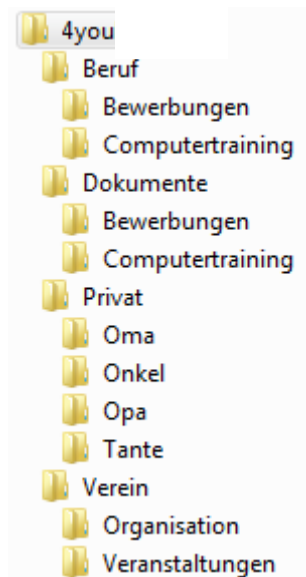 4you
Beruf
Bewerbungen
Computertraining
Dokumente
Bewerbungen
Computertraining
Privat
Oma
Onkel
Opa
Tante
Verein
Organisation
Veranstaltungen